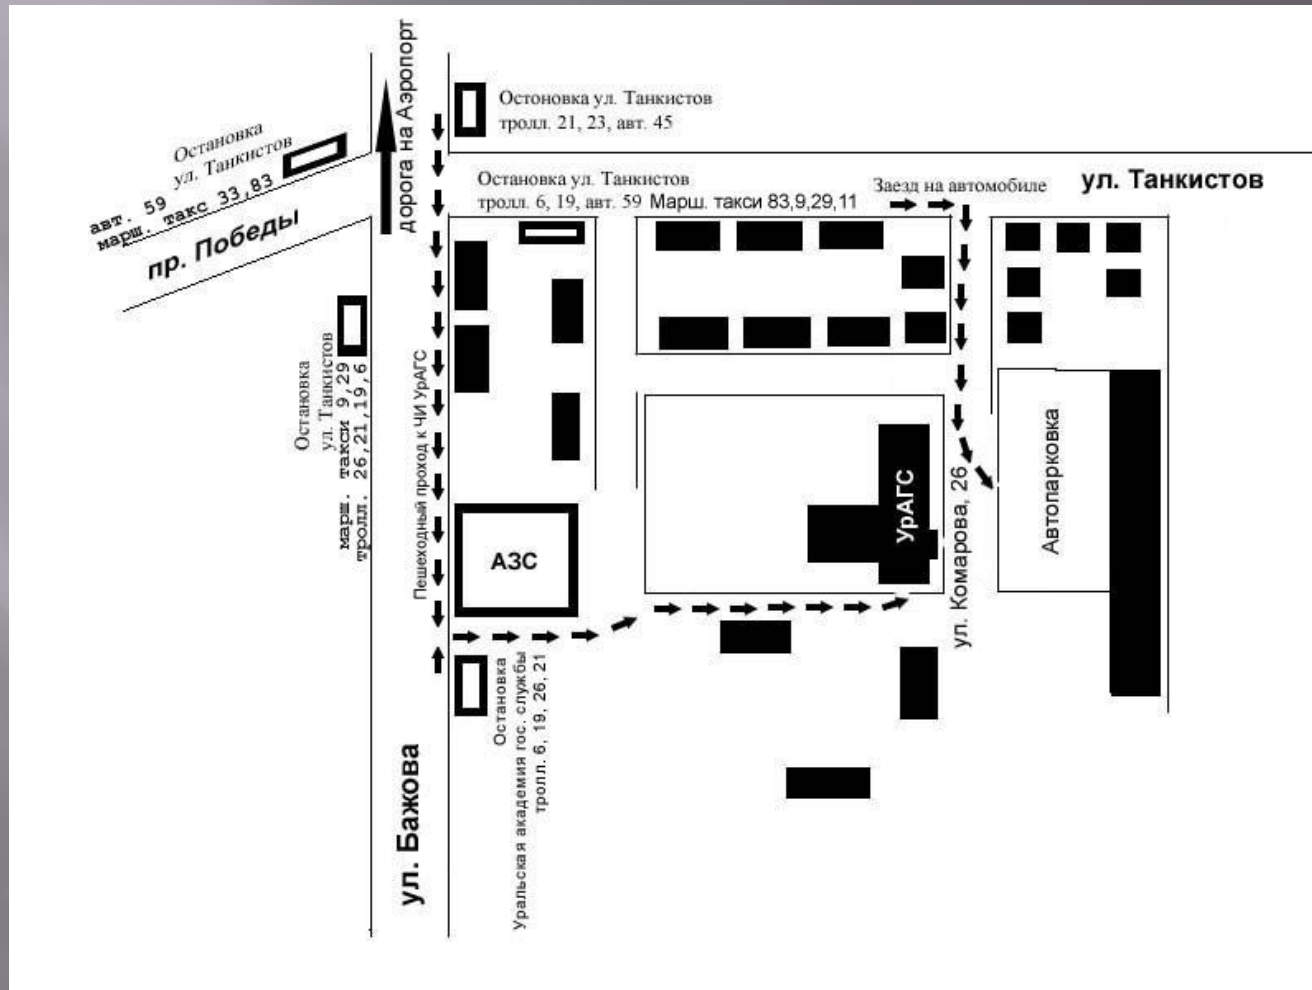 дорога на Аэропорт
Остоновка ул. Танкистов
тролл. 21, 23, авт. 45
Остановка
ул. Танкистов
авт. 59
марш. такс 33,83
пр. Победы
Остановка ул. Танкистов
тролл. 6, 19, авт. 59 Марш. такси 83,9,29,11
Заезд на автомобиле
ул. Танкистов
Остановка
ул. Танкистов
марш. такси 9,29
тролл. 26,21,19,6
Пешеходный проход к ЧИ УрАГС
АЗС
УрАГС
ул. Комарова, 26
Автопарковка
Остановка
Уральская академия гос. службы
тролл. 6, 19, 26, 21
ул. Бажова